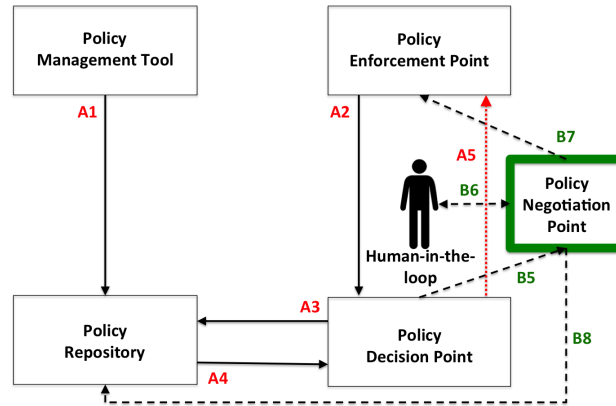 Policy
Management Tool
Policy
Enforcement Point
A1
A2
A5
B7
B6
Policy
Negotiation
Point
Human-in-the-
loop
B5
A3
Policy
Repository
Policy
Decision Point
A4
B8